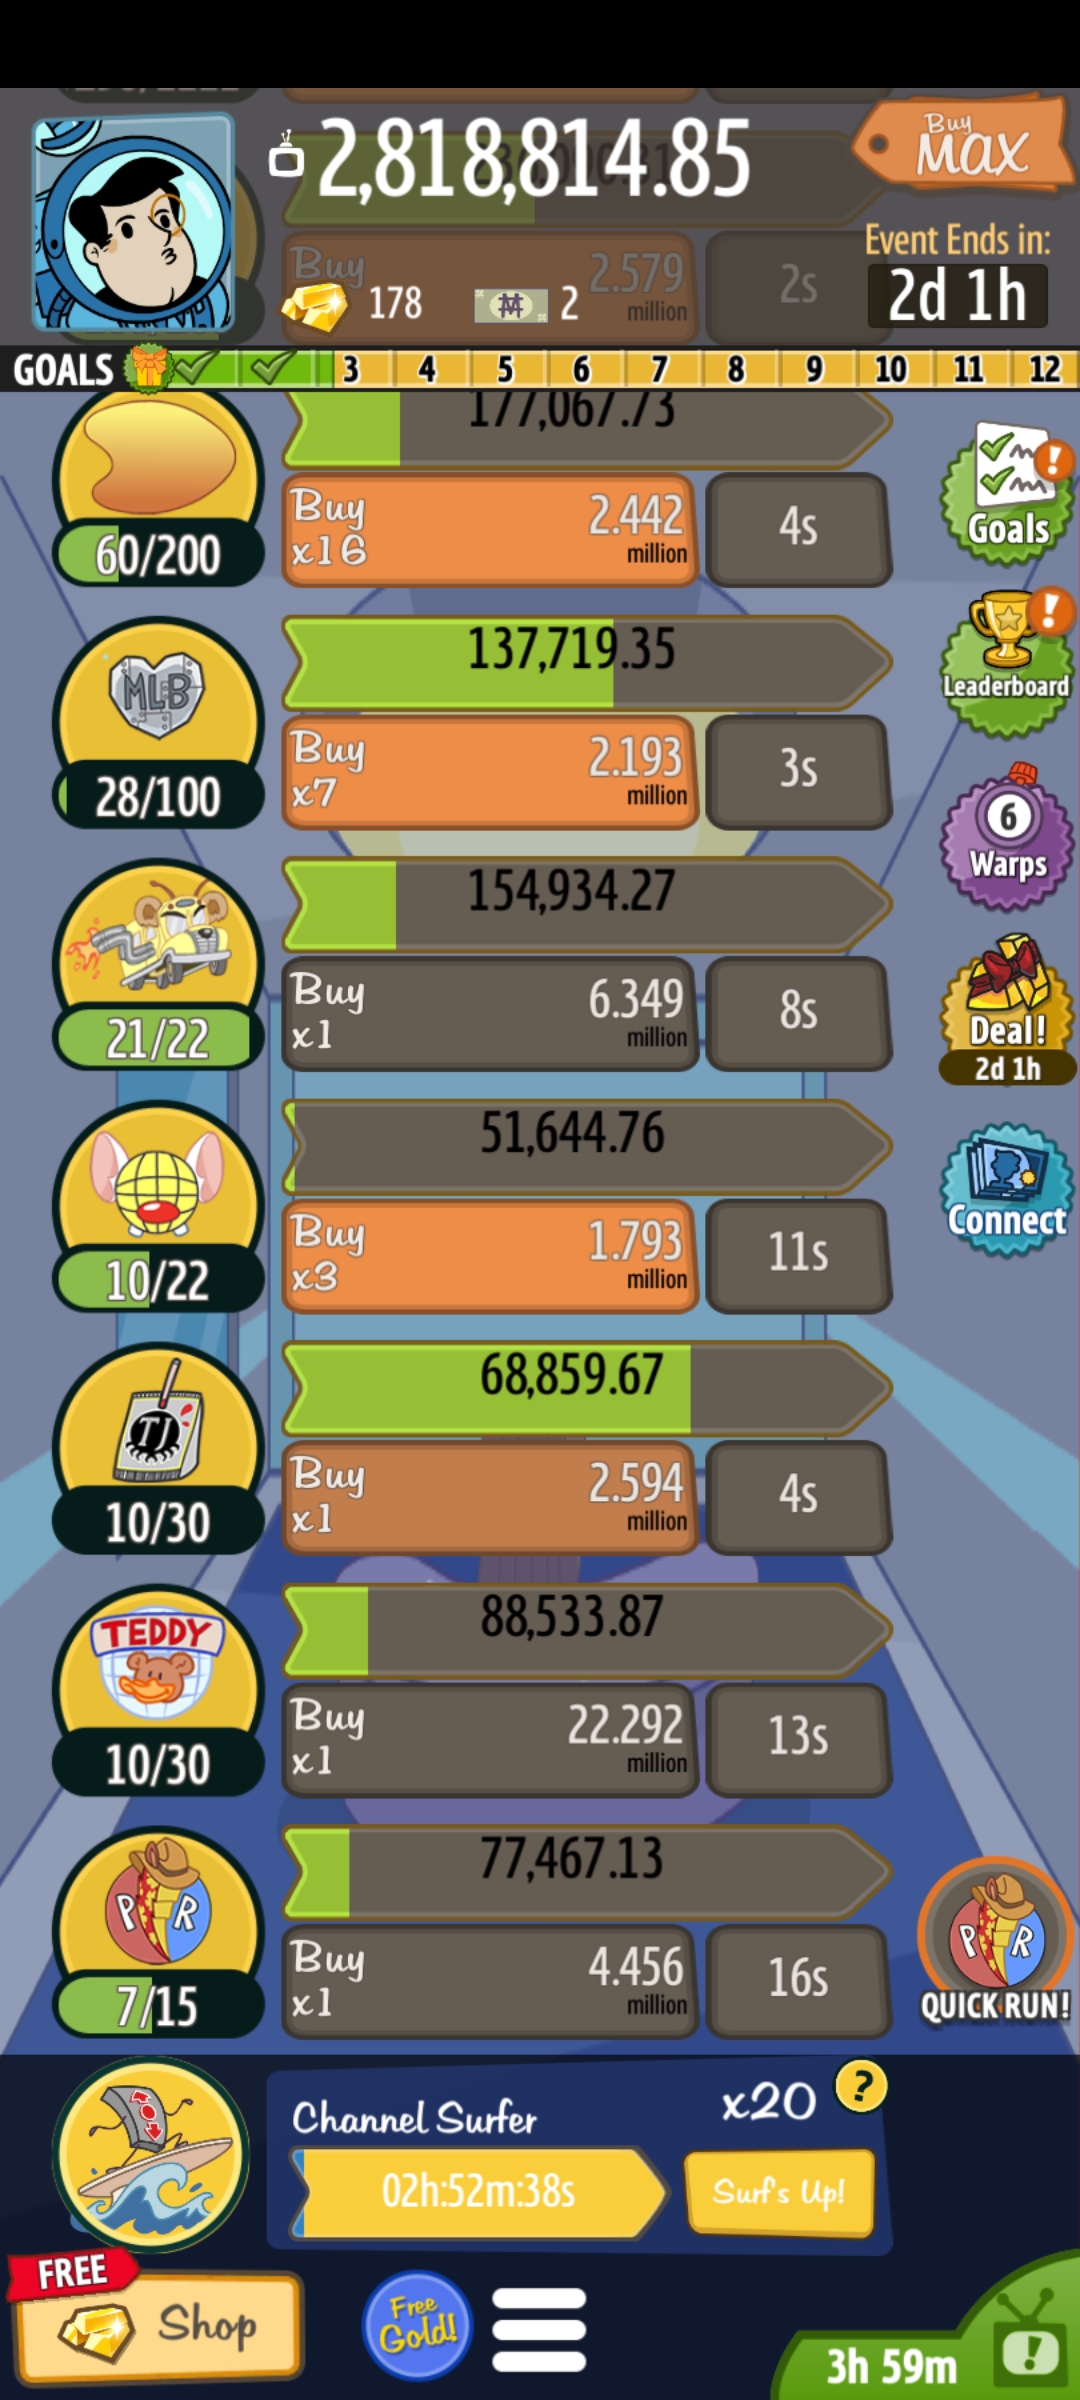 2,818,814.85
Buy
MAX
Event Ends in:
2d 1h
Buy
2.579
million
2s
178
2
GOALS
3
4
5
6
7
8
9
10
11
12
177,067.73
Buy
x16
2.442
million
4s
60/200
Goals
137,719.35
MLB
Buy
x7
2.193
million
3s
28/100
Leaderboard
6
Warps
154,934.27
Buy
x1
6.349
million
8s
21/22
Deal!
2d 1h
51,644.76
Buy
x3
1.793
million
11s
10/22
Connect
68,859.67
TJ
Buy
x1
2.594
million
4s
10/30
88,533.87
TEDDY
Buy
x1
22.292
million
13s
10/30
77,467.13
P R
Buy
x1
4.456
million
16s
7/15
P R
QUICK RUN!
Channel Surfer
x20
?
02h:52m:38s
Surf's Up!
FREE
Shop
Free
Gold!
3h 59m